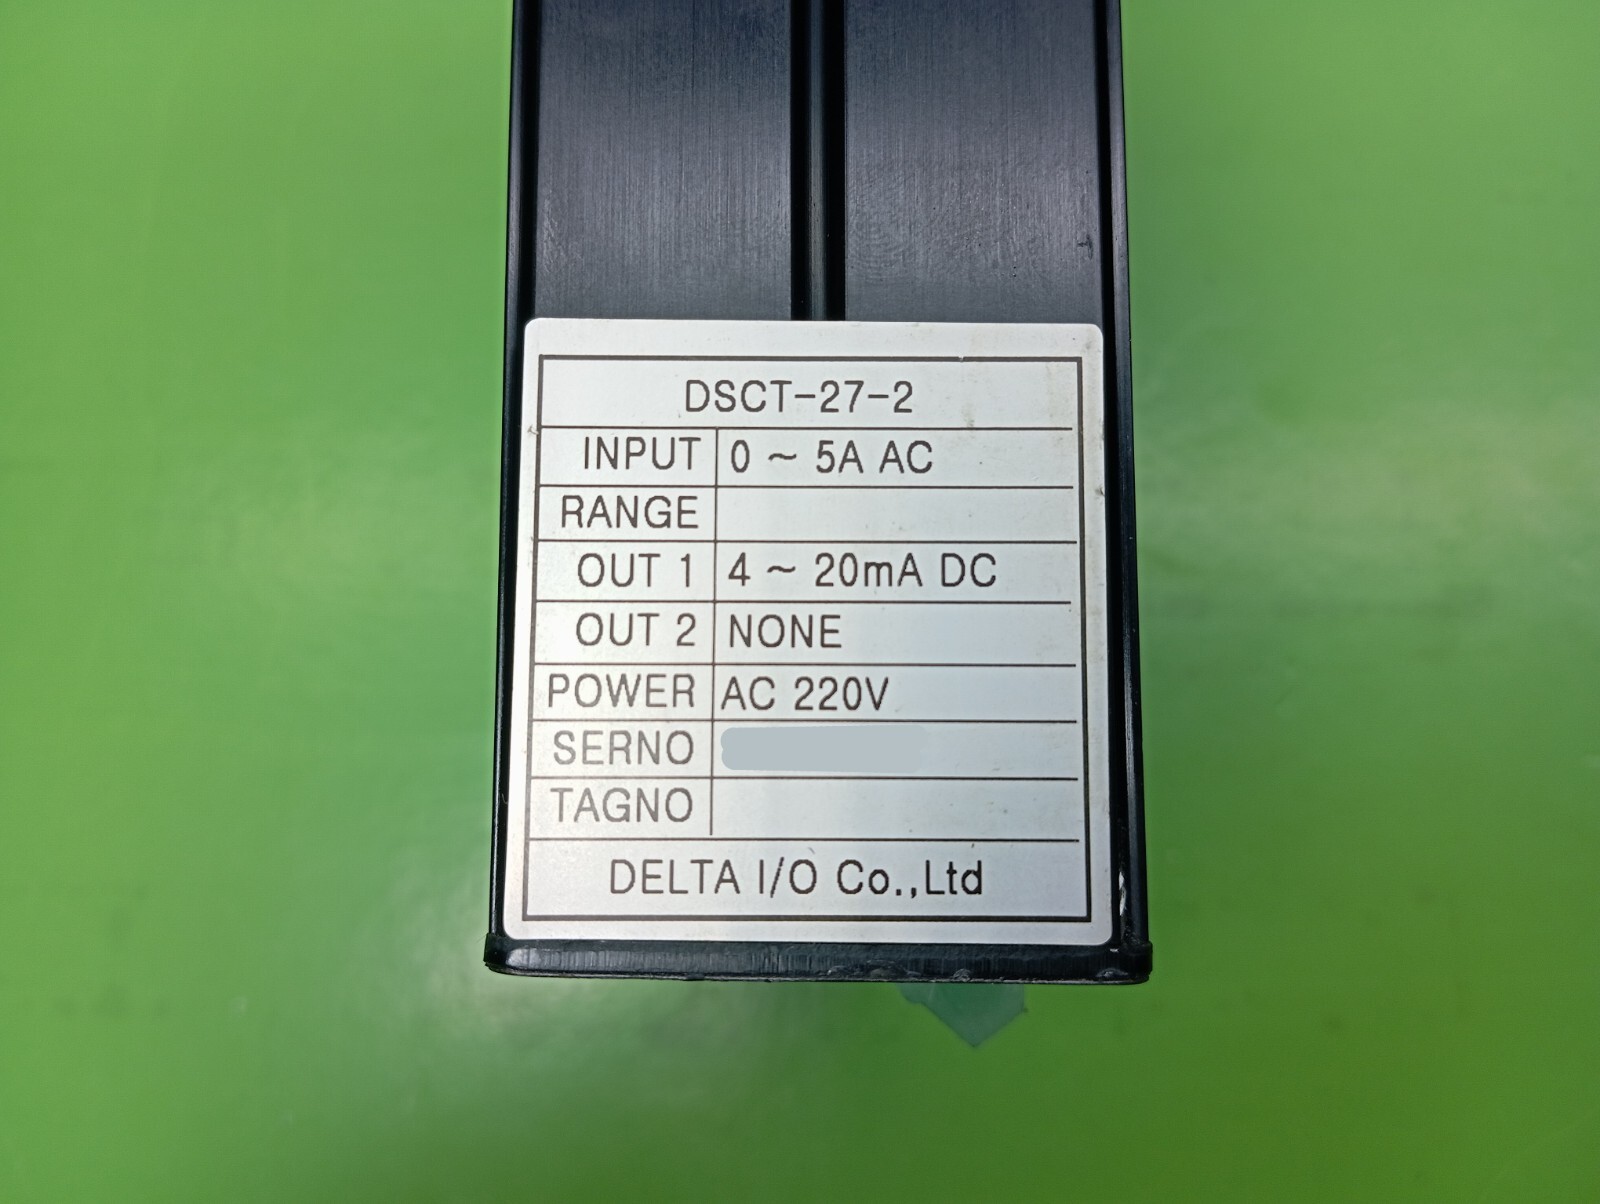 DSCT-27-2
INPUT 0 ~ 5A AC
RANGE
OUT 1 4 ~ 20mA DC
OUT 2 NONE
POWER AC 220V
SERNO
TAGNO
DELTA I/O Co.,Ltd